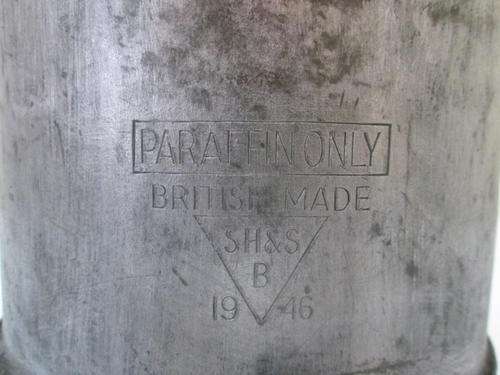 PARAFFIN ONLY
BRITISH MADE
SH&S
B
19 46